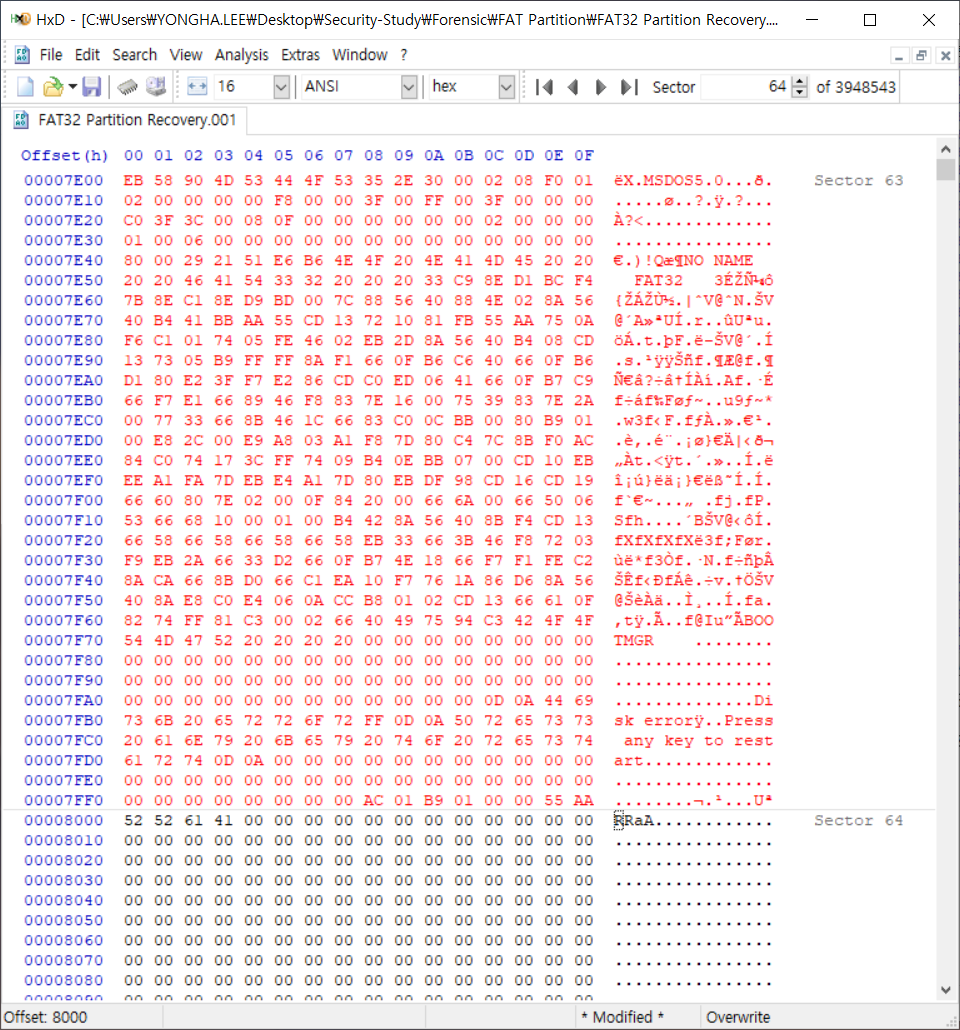 HxD - [C:₩Users₩YONGHA.LEE₩Desktop₩Security-Study₩Forensic₩FAT Partition₩FAT32 Partition Recovery....
File Edit Search View Analysis Extras Window ?
16 ANSI hex Sector 64 of 3948543
FAT32 Partition Recovery.001
Offset(h) 00 01 02 03 04 05 06 07 08 09 0A 0B 0C 0D 0E 0F
00007E00 EB 58 90 4D 53 44 4F 53 35 2E 30 00 02 08 F0 01 ëX.MSDOS5.0...ð. Sector 63
00007E10 02 00 00 00 00 F8 00 00 3F 00 FF 00 3F 00 00 00 .....ø..?.ÿ.?...
00007E20 C0 3F 3C 00 08 0F 00 00 00 00 00 00 02 00 00 00 À?<.............
00007E30 01 00 06 00 00 00 00 00 00 00 00 00 00 00 00 00 ................
00007E40 80 00 29 21 51 E6 B6 4E 4F 20 4E 41 4D 45 20 20 €.)!Qæ¶NO NAME
00007E50 20 20 46 41 54 33 32 20 20 20 33 C9 8E D1 BC F4 FAT32 3ÉŽÑ¼ô
00007E60 7B 8E C1 8E D9 BD 00 7C 88 56 40 88 4E 02 8A 56 {ŽÁŽÙ½.|ˆV@ˆN.ŠV
00007E70 40 B4 41 BB AA 55 CD 13 72 10 81 FB 55 AA 75 0A @´A»ªUÍ.r..ûUªu.
00007E80 F6 C1 01 74 05 FE 46 02 EB 2D 8A 56 40 B4 08 CD öÁ.t.þF.ë-ŠV@´.Í
00007E90 13 73 05 B9 FF FF 8A F1 66 0F B6 C6 40 66 0F B6 .s.¹ÿÿŠñf.¶Æ@f.¶
00007EA0 D1 80 E2 3F F7 E2 86 CD C0 ED 06 41 66 0F B7 C9 Ñ€â?÷â†ÍÀí.Af.·É
00007EB0 66 F7 E1 66 89 46 F8 83 7E 16 00 75 39 83 7E 2A f÷áf‰Føƒ~..u9ƒ~*
00007EC0 00 77 33 66 8B 46 1C 66 83 C0 0C BB 00 80 B9 01 .w3f‹F.fƒÀ.».€¹.
00007ED0 00 E8 2C 00 E9 A8 03 A1 F8 7D 80 C4 7C 8B F0 AC .è,.é¨.¡ø}€Ä|‹ð¬
00007EE0 84 C0 74 17 3C FF 74 09 B4 0E BB 07 00 CD 10 EB „Àt.<ÿt.´.»..Í.ë
00007EF0 EE A1 FA 7D EB E4 A1 7D 80 EB DF 98 CD 16 CD 19 î¡ú}ëä¡}€ëß˜Í.Í.
00007F00 66 60 80 7E 02 00 0F 84 20 00 66 6A 00 66 50 06 f`€~...„ .fj.fP.
00007F10 53 66 68 10 00 01 00 B4 42 8A 56 40 8B F4 CD 13 Sfh....´BŠV@‹ôÍ.
00007F20 66 58 66 58 66 58 66 58 EB 33 66 3B 46 F8 72 03 fXfXfXfXë3f;Før.
00007F30 F9 EB 2A 66 33 D2 66 0F B7 4E 18 66 F7 F1 FE C2 ùë*f3Òf.·N.f÷ñþÂ
00007F40 8A CA 66 8B D0 66 C1 EA 10 F7 76 1A 86 D6 8A 56 ŠÊf‹ÐfÁê.÷v.†ÖŠV
00007F50 40 8A E8 C0 E4 06 0A CC B8 01 02 CD 13 66 61 0F @ŠèÀä..Ì¸..Í.fa.
00007F60 82 74 FF 81 C3 00 02 66 40 49 75 94 C3 42 4F 4F ‚tÿ.Ã..f@Iu”ÃBOO
00007F70 54 4D 47 52 20 20 20 20 00 00 00 00 00 00 00 00 TMGR ........
00007F80 00 00 00 00 00 00 00 00 00 00 00 00 00 00 00 00 ................
00007F90 00 00 00 00 00 00 00 00 00 00 00 00 00 00 00 00 ................
00007FA0 00 00 00 00 00 00 00 00 00 00 00 00 0D 0A 44 69 ..............Di
00007FB0 73 6B 20 65 72 72 6F 72 FF 0D 0A 50 72 65 73 73 sk errorÿ..Press
00007FC0 20 61 6E 79 20 6B 65 79 20 74 6F 20 72 65 73 74 any key to rest
00007FD0 61 72 74 0D 0A 00 00 00 00 00 00 00 00 00 00 00 art.............
00007FE0 00 00 00 00 00 00 00 00 00 00 00 00 00 00 00 00 ................
00007FF0 00 00 00 00 00 00 00 00 AC 01 B9 01 00 00 55 AA ........¬.¹...Uª
00008000 52 52 61 41 00 00 00 00 00 00 00 00 00 00 00 00 RRaA............ Sector 64
00008010 00 00 00 00 00 00 00 00 00 00 00 00 00 00 00 00 ................
00008020 00 00 00 00 00 00 00 00 00 00 00 00 00 00 00 00 ................
00008030 00 00 00 00 00 00 00 00 00 00 00 00 00 00 00 00 ................
00008040 00 00 00 00 00 00 00 00 00 00 00 00 00 00 00 00 ................
00008050 00 00 00 00 00 00 00 00 00 00 00 00 00 00 00 00 ................
00008060 00 00 00 00 00 00 00 00 00 00 00 00 00 00 00 00 ................
00008070 00 00 00 00 00 00 00 00 00 00 00 00 00 00 00 00 ................
00008080 00 00 00 00 00 00 00 00 00 00 00 00 00 00 00 00 ................
Offset: 8000 * Modified * Overwrite